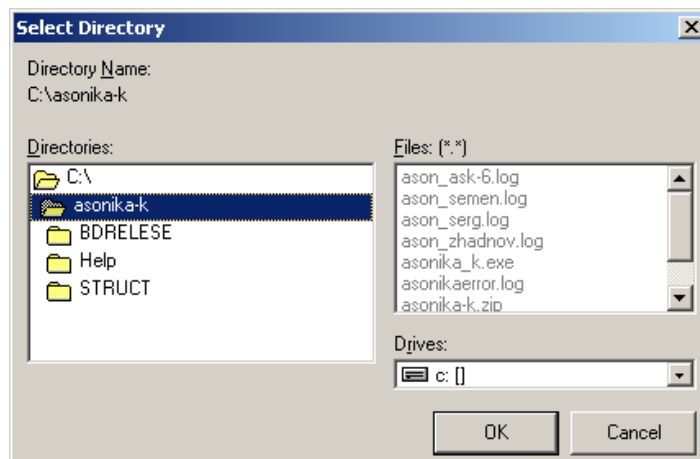 Select Directory
Directory Name:
C:\asonika-k
Directories:
C:\
asonika-k
BDRELESE
Help
STRUCT
Files: (*.*)
ason_ask-6.log
ason_semen.log
ason_serg.log
ason_zhadnov.log
asonika_k.exe
asonikaerror.log
asonika-k.zip
Drives:
c: []
OK
Cancel